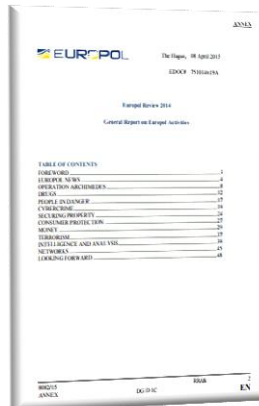 ANNEX
EUROPOL
The Hague, 08 April 2015
EDOC#
Europol Review 2014
General Report on Europol Activities
TABLE OF CONTENTS
FOREWORD
EUROPOL NEWS
OPERATION ARCHIMEDES
DRUGS
PEOPLE IN DANGER
CYBERCRIME
SECURING PROPERTY
CONSUMER PROTECTION
MONEY
TERRORISM
INTELLIGENCE AND ANALYSIS
NETWORKS
LOOKING FORWARD
ANNEX
EN